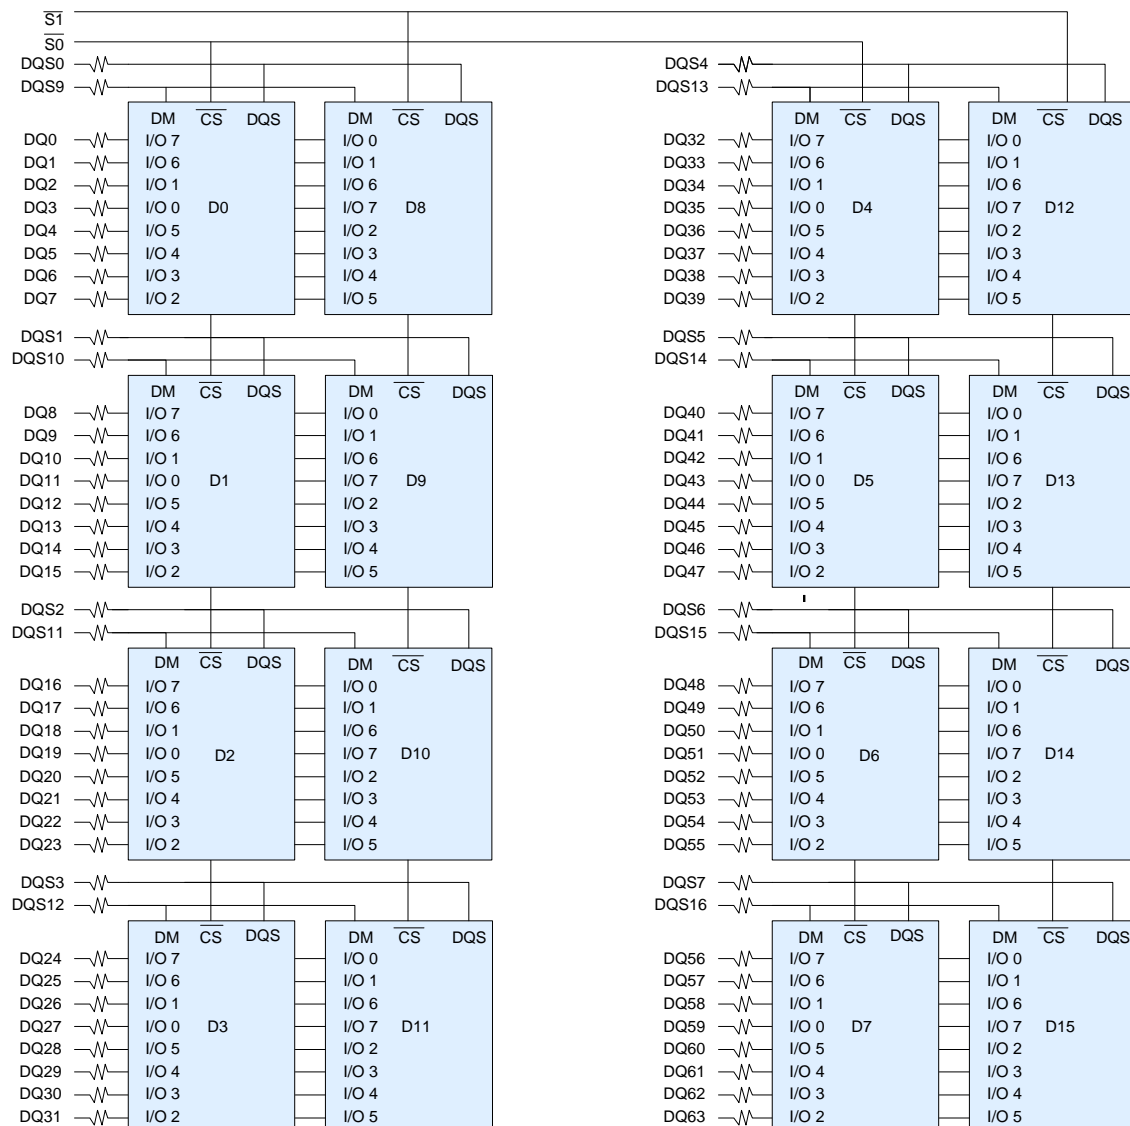 S1
S0
DQS0
DQS9
DM CS DQS
DM CS DQS
DQ0 I/O 7 I/O 0
DQ1 I/O 6 I/O 1
DQ2 I/O 1 I/O 6
DQ3 I/O 0 D0 I/O 7 D8
DQ4 I/O 5 I/O 2
DQ5 I/O 4 I/O 3
DQ6 I/O 3 I/O 4
DQ7 I/O 2 I/O 5
DQS1
DQS10
DM CS DQS
DM CS DQS
DQ8 I/O 7 I/O 0
DQ9 I/O 6 I/O 1
DQ10 I/O 1 I/O 6
DQ11 I/O 0 D1 I/O 7 D9
DQ12 I/O 5 I/O 2
DQ13 I/O 4 I/O 3
DQ14 I/O 3 I/O 4
DQ15 I/O 2 I/O 5
DQS2
DQS11
DM CS DQS
DM CS DQS
DQ16 I/O 7 I/O 0
DQ17 I/O 6 I/O 1
DQ18 I/O 1 I/O 6
DQ19 I/O 0 D2 I/O 7 D10
DQ20 I/O 5 I/O 2
DQ21 I/O 4 I/O 3
DQ22 I/O 3 I/O 4
DQ23 I/O 2 I/O 5
DQS3
DQS12
DM CS DQS
DM CS DQS
DQ24 I/O 7 I/O 0
DQ25 I/O 6 I/O 1
DQ26 I/O 1 I/O 6
DQ27 I/O 0 D3 I/O 7 D11
DQ28 I/O 5 I/O 2
DQ29 I/O 4 I/O 3
DQ30 I/O 3 I/O 4
DQ31 I/O 2 I/O 5
DQS4
DQS13
DM CS DQS
DM CS DQS
DQ32 I/O 7 I/O 0
DQ33 I/O 6 I/O 1
DQ34 I/O 1 I/O 6
DQ35 I/O 0 D4 I/O 7 D12
DQ36 I/O 5 I/O 2
DQ37 I/O 4 I/O 3
DQ38 I/O 3 I/O 4
DQ39 I/O 2 I/O 5
DQS5
DQS14
DM CS DQS
DM CS DQS
DQ40 I/O 7 I/O 0
DQ41 I/O 6 I/O 1
DQ42 I/O 1 I/O 6
DQ43 I/O 0 D5 I/O 7 D13
DQ44 I/O 5 I/O 2
DQ45 I/O 4 I/O 3
DQ46 I/O 3 I/O 4
DQ47 I/O 2 I/O 5
DQS6
DQS15
DM CS DQS
DM CS DQS
DQ48 I/O 7 I/O 0
DQ49 I/O 6 I/O 1
DQ50 I/O 1 I/O 6
DQ51 I/O 0 D6 I/O 7 D14
DQ52 I/O 5 I/O 2
DQ53 I/O 4 I/O 3
DQ54 I/O 3 I/O 4
DQ55 I/O 2 I/O 5
DQS7
DQS16
DM CS DQS
DM CS DQS
DQ56 I/O 7 I/O 0
DQ57 I/O 6 I/O 1
DQ58 I/O 1 I/O 6
DQ59 I/O 0 D7 I/O 7 D15
DQ60 I/O 5 I/O 2
DQ61 I/O 4 I/O 3
DQ62 I/O 3 I/O 4
DQ63 I/O 2 I/O 5